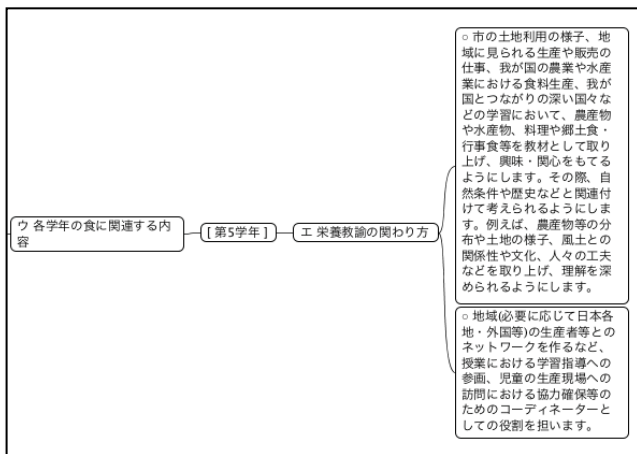 ウ 各学年の食に関連する内
容
[ 第5学年 ]
エ 栄養教諭の関わり方
○ 市の土地利用の様子、地
域に見られる生産や販売の
仕事、我が国の農業や水産
業における食料生産、我が
国とつながりの深い国々な
どの学習において、農産物
や水産物、料理や郷土食・
行事食等を教材として取り
上げ、興味・関心をもてる
ようにします。その際、自
然条件や歴史などと関連付
けて考えられるようにしま
す。例えば、農産物等の分
布や土地の様子、風土との
関係性や文化、人々の工夫
などを取り上げ、理解を深
められるようにします。
○ 地域(必要に応じて日本各
地・外国等)の生産者等との
ネットワークを作るなど、
授業における学習指導への
参画、児童の生産現場への
訪問における協力確保等の
ためのコーディネーターと
しての役割を担います。